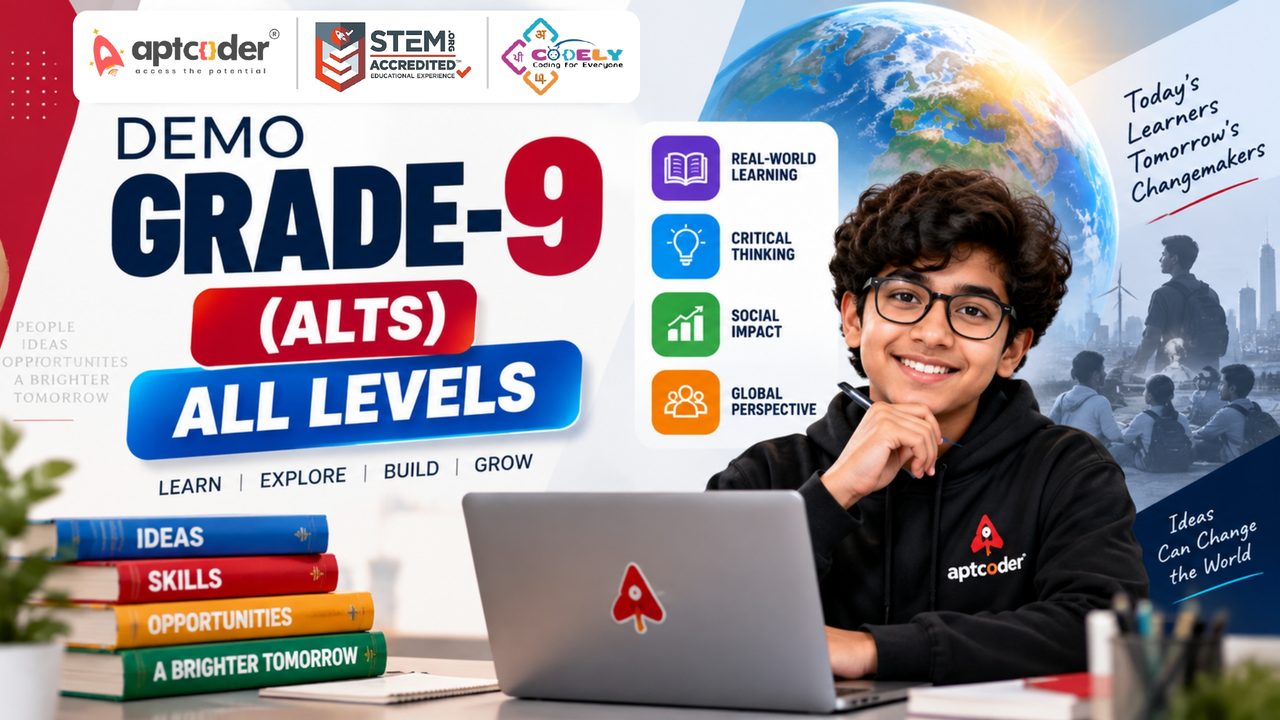 aptcoder®
access the potential
STEM.ORG
ACCREDITED™
EDUCATIONAL EXPERIENCE
अ
पी
CODELY
Coding for Everyone
DEMO
GRADE-9
(ALTS)
ALL LEVELS
LEARN | EXPLORE | BUILD | GROW
REAL-WORLD
LEARNING
CRITICAL
THINKING
SOCIAL
IMPACT
GLOBAL
PERSPECTIVE
Today's
Learners
Tomorrow's
Changemakers
PEOPLE
IDEAS
OPPORTUNITES
A BRIGHTER
TOMORROW
IDEAS
SKILLS
OPPORTUNITIES
A BRIGHTER TOMORROW
aptcoder®
Ideas
Can Change
the World